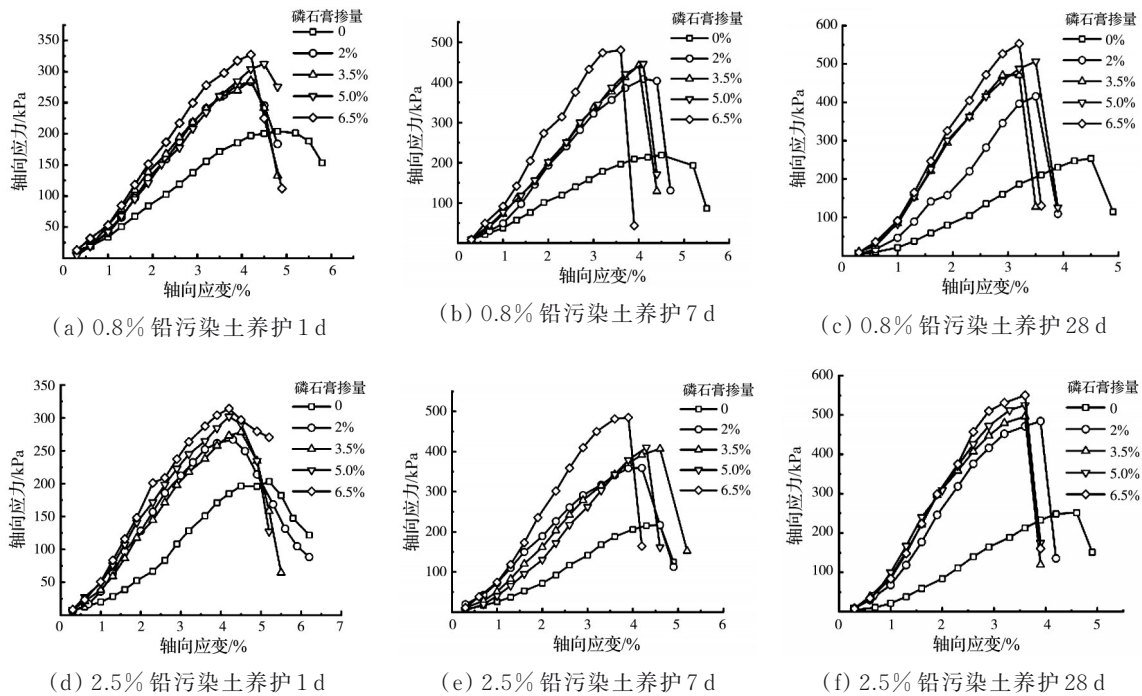 磷石膏掺量
0
2%
3.5%
5.0%
6.5%
350
325
300
275
250
225
200
175
150
125
100
75
50
25
轴向应力/kPa
0 1 2 3 4 5 6
轴向应变/%
(a) 0.8%铅污染土养护1 d
磷石膏掺量
0%
2%
3.5%
5.0%
6.5%
500
400
300
200
100
轴向应力/kPa
0 1 2 3 4 5 6
轴向应变/%
(b) 0.8%铅污染土养护7 d
磷石膏掺量
0%
2%
3.5%
5.0%
6.5%
600
500
400
300
200
100
轴向应力/kPa
0 1 2 3 4 5
轴向应变/%
(c) 0.8%铅污染土养护28 d
磷石膏掺量
0
2%
3.5%
5.0%
6.5%
350
300
250
200
150
100
50
轴向应力/kPa
0 1 2 3 4 5 6 7
轴向应变/%
(d) 2.5%铅污染土养护1 d
磷石膏掺量
0
2%
3.5%
5.0%
6.5%
500
400
300
200
100
轴向应力/kPa
0 1 2 3 4 5 6
轴向应变/%
(e) 2.5%铅污染土养护7 d
磷石膏掺量
0
2%
3.5%
5.0%
6.5%
600
500
400
300
200
100
轴向应力/kPa
0 1 2 3 4 5
轴向应变/%
(f) 2.5%铅污染土养护28 d